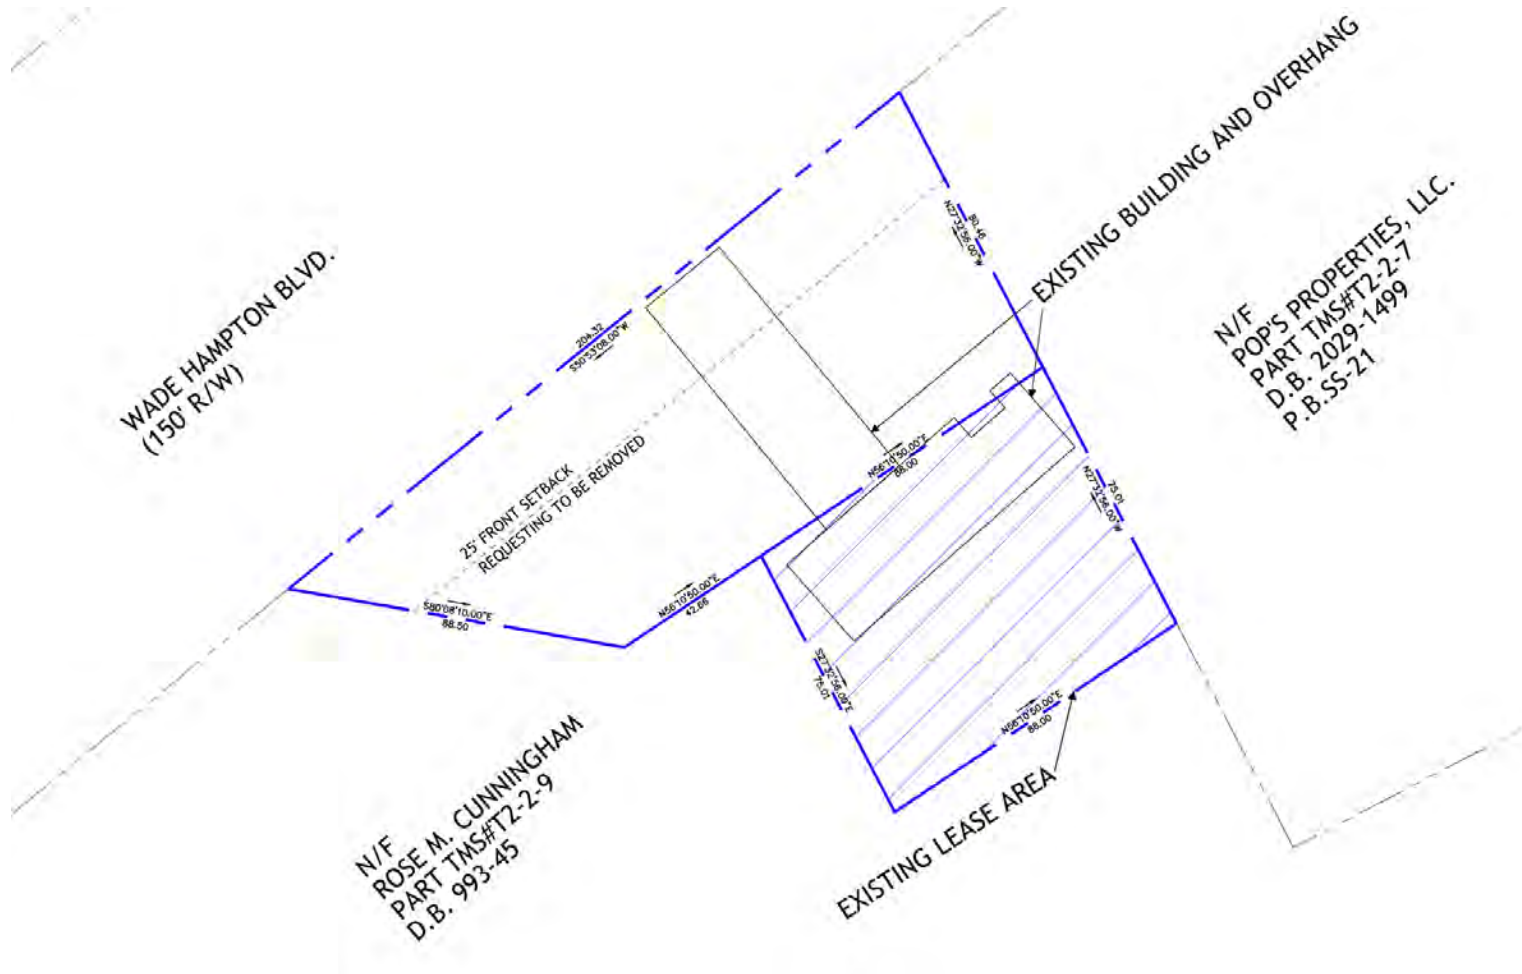 EXISTING BUILDING AND OVERHANG
80.46
N27°32'56.00"W
WADE HAMPTON BLVD.
(150' R/W)
204.32
S50°53'08.00"W
N/F
POP'S PROPERTIES, LLC.
PART TMS#T2-2-7
D.B. 2029-1499
P.B.SS-21
25' FRONT SETBACK
REQUESTING TO BE REMOVED
N56°10'50.00"E
88.00
75.01
N27°32'56.00"W
S80°08'10.00"E
88.50
N56°10'50.00"E
42.66
S27°32'56.09"E
75.01
N56°10'50.00"E
88.00
N/F
ROSE M. CUNNINGHAM
PART TMS#T2-2-9
D.B. 993-45
EXISTING LEASE AREA